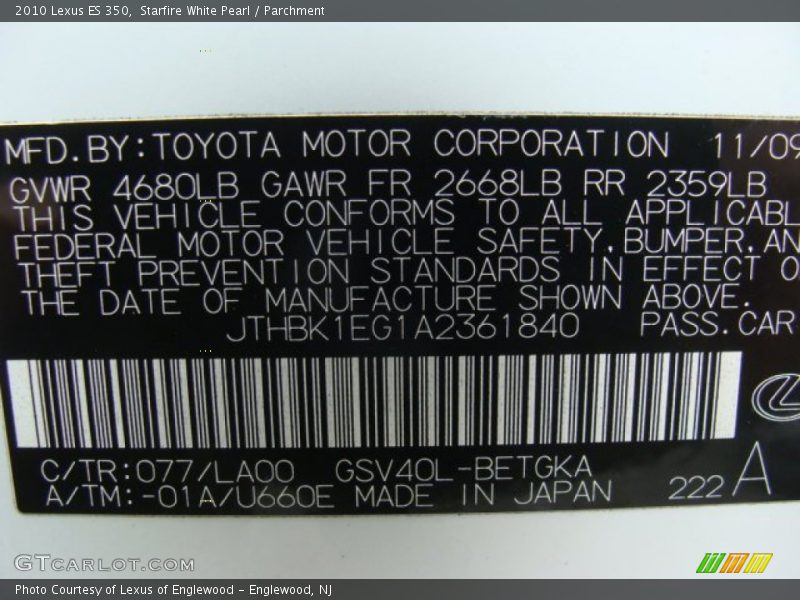 2010 Lexus ES 350, Starfire White Pearl / Parchment
MFD.BY:TOYOTA MOTOR CORPORATION 11/09
GVWR 4680LB GAWR FR 2668LB RR 2359LB
THIS VEHICLE CONFORMS TO ALL APPLICABL
FEDERAL MOTOR VEHICLE SAFETY,BUMPER,AN
THEFT PREVENTION STANDARDS IN EFFECT O
THE DATE OF MANUFACTURE SHOWN ABOVE.
JTHBK1EG1A2361840 PASS.CAR
C/TR:077/LA00 GSV40L-BETGKA
A/TM:-01A/U660E MADE IN JAPAN 222 A
GTCARLOT.COM
Photo Courtesy of Lexus of Englewood - Englewood, NJ